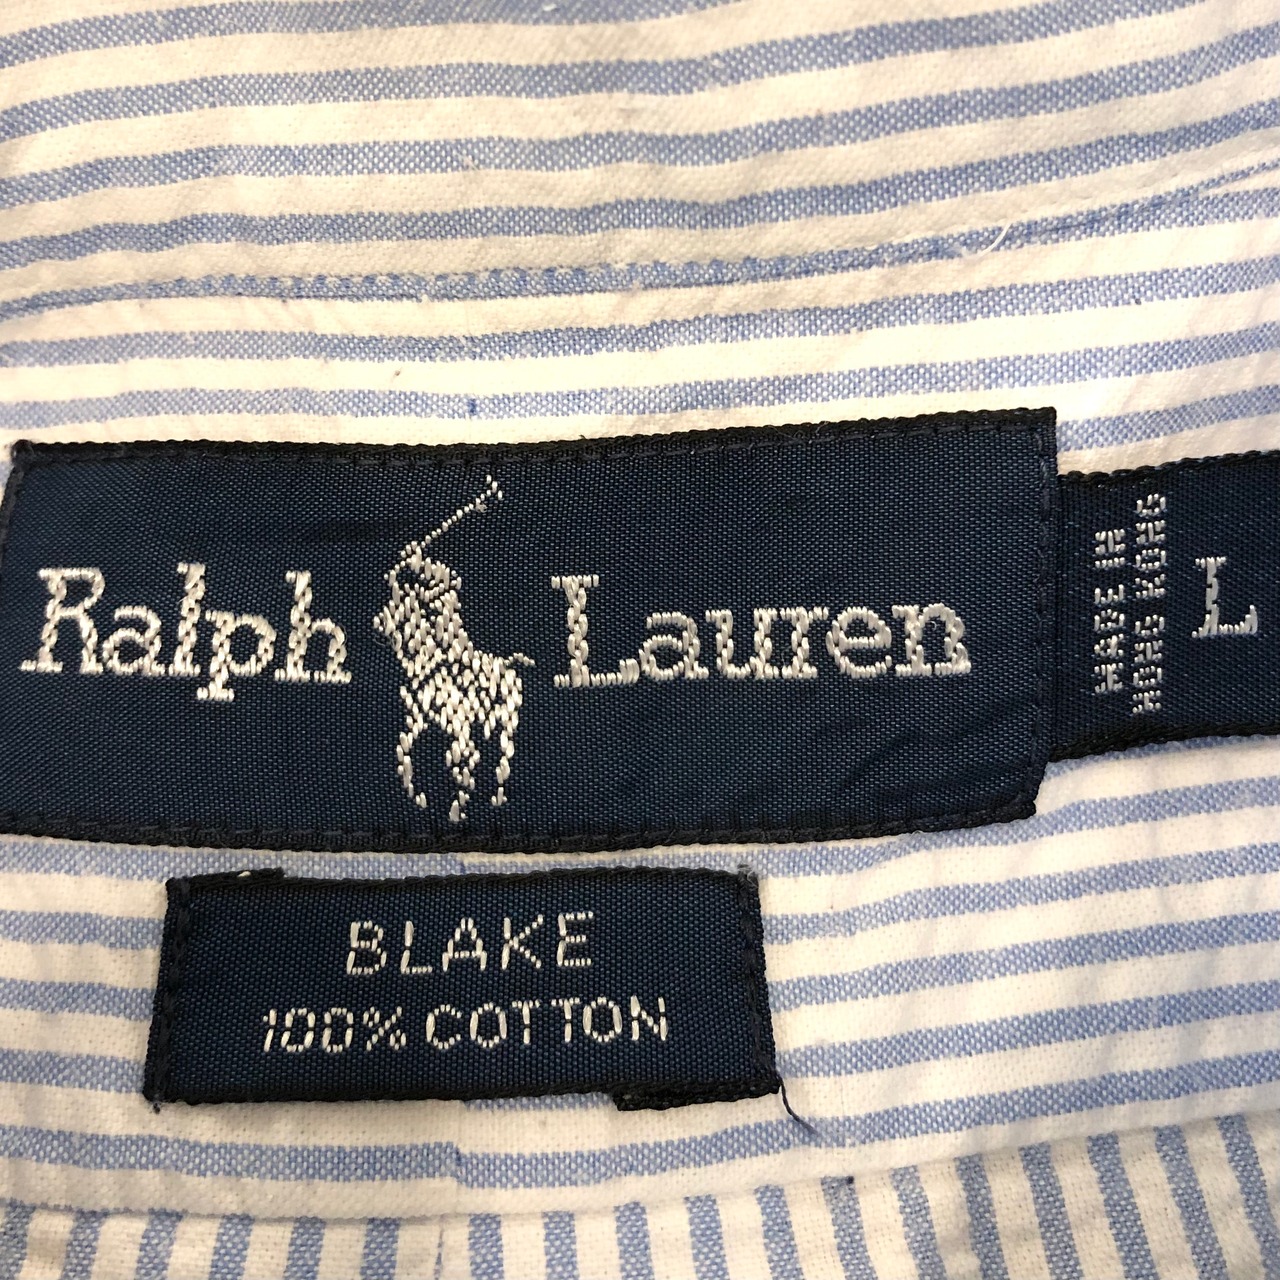 Ralph Lauren
MADE IN
HONG KONG
L
BLAKE
100% COTTON